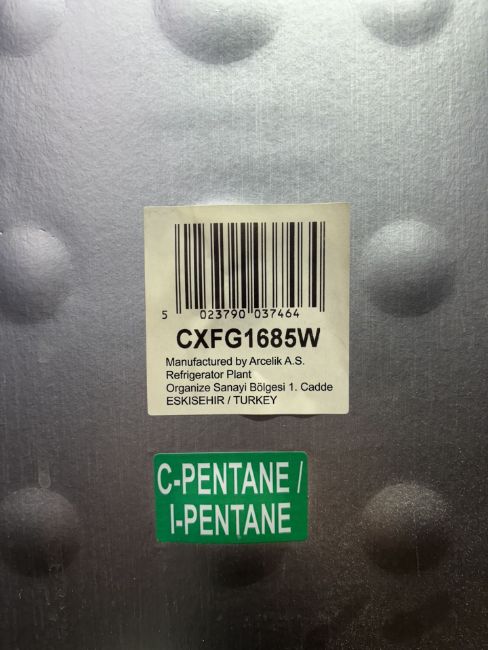 5 023790 037464
CXFG1685W
Manufactured by Arcelik A.S.
Refrigerator Plant
Organize Sanayi Bölgesi 1. Cadde
ESKISEHIR / TURKEY
C-PENTANE /
I-PENTANE